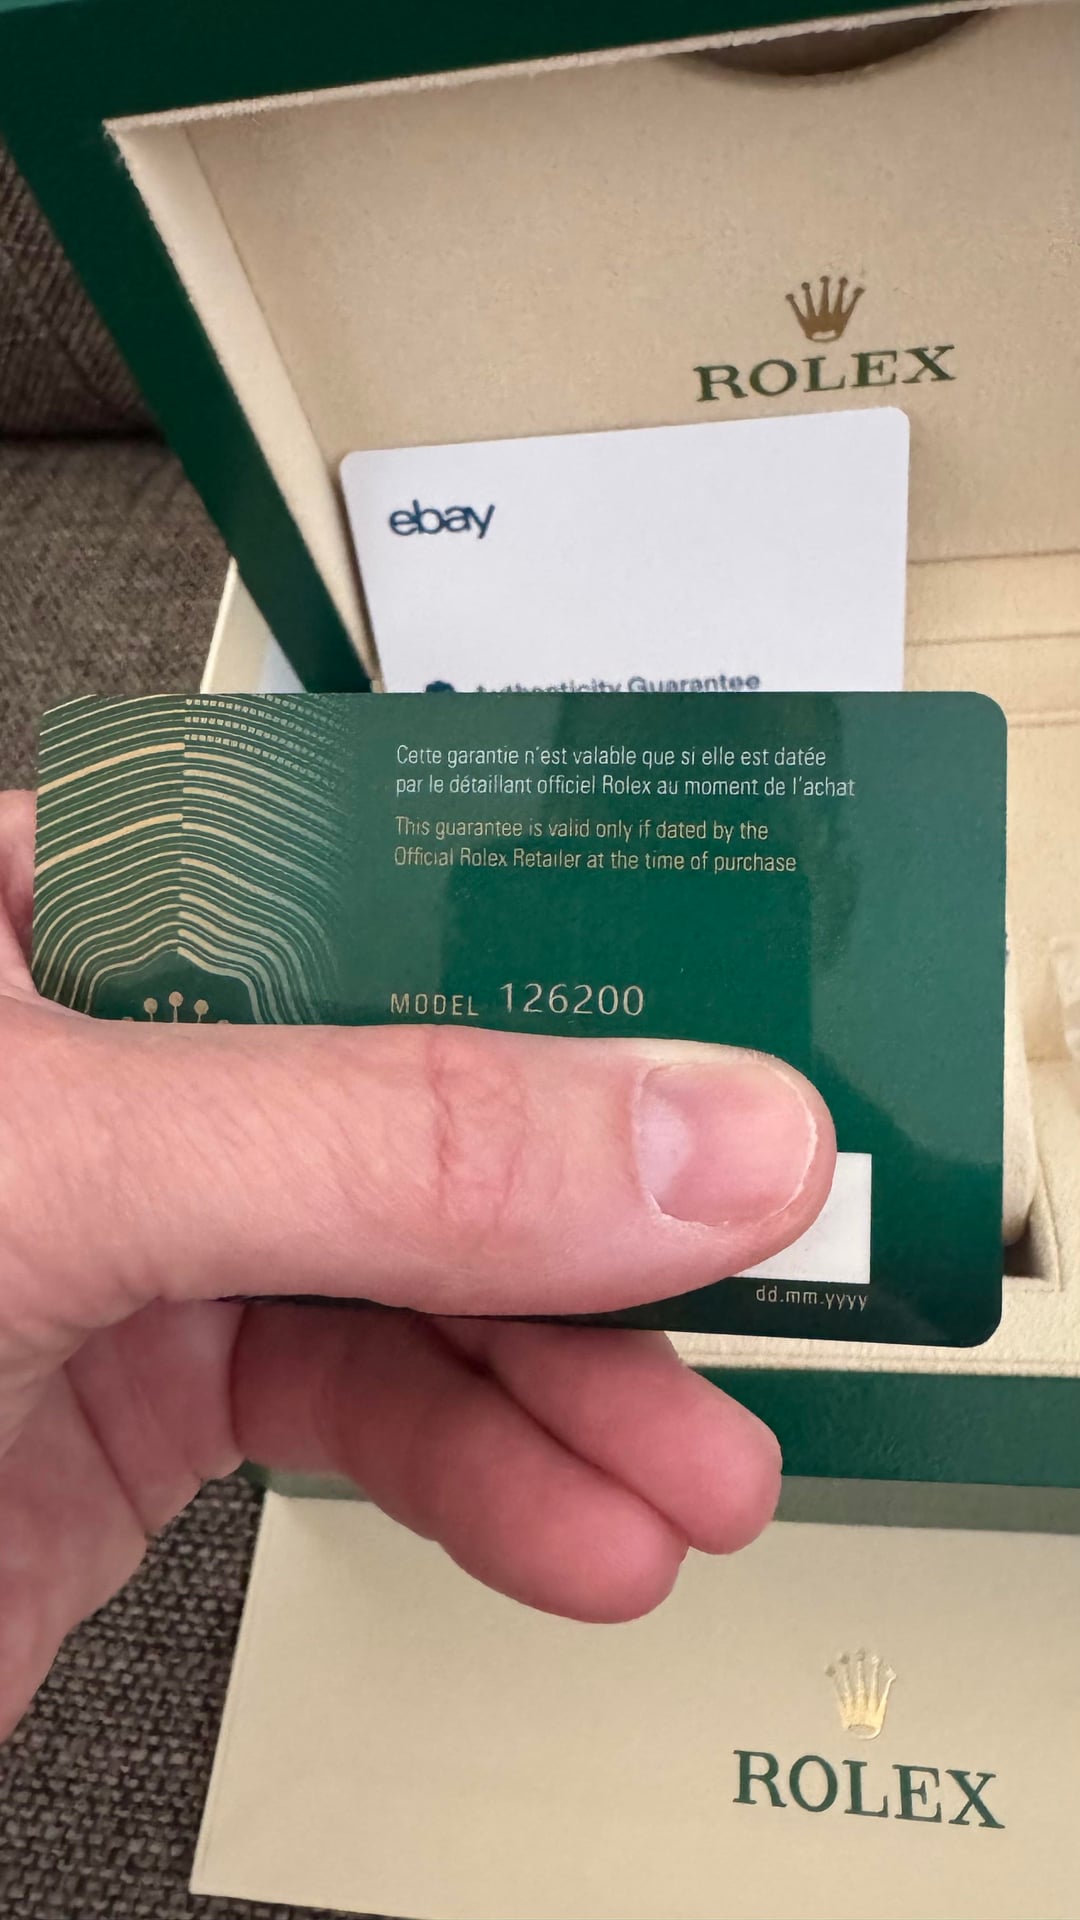 ROLEX
ebay
Authenticity Guarantee
Cette garantie n'est valable que si elle est datée
par le détaillant officiel Rolex au moment de l'achat
This guarantee is valid only if dated by the
Official Rolex Retailer at the time of purchase
MODEL 126200
dd.mm.yyyy
ROLEX